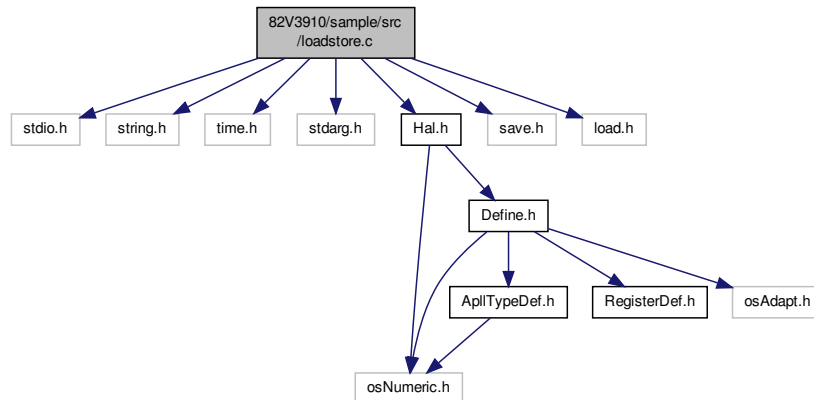 82V3910/sample/src
/loadstore.c
stdio.h
string.h
time.h
stdarg.h
Hal.h
save.h
load.h
Define.h
ApllTypeDef.h
RegisterDef.h
osAdapt.h
osNumeric.h